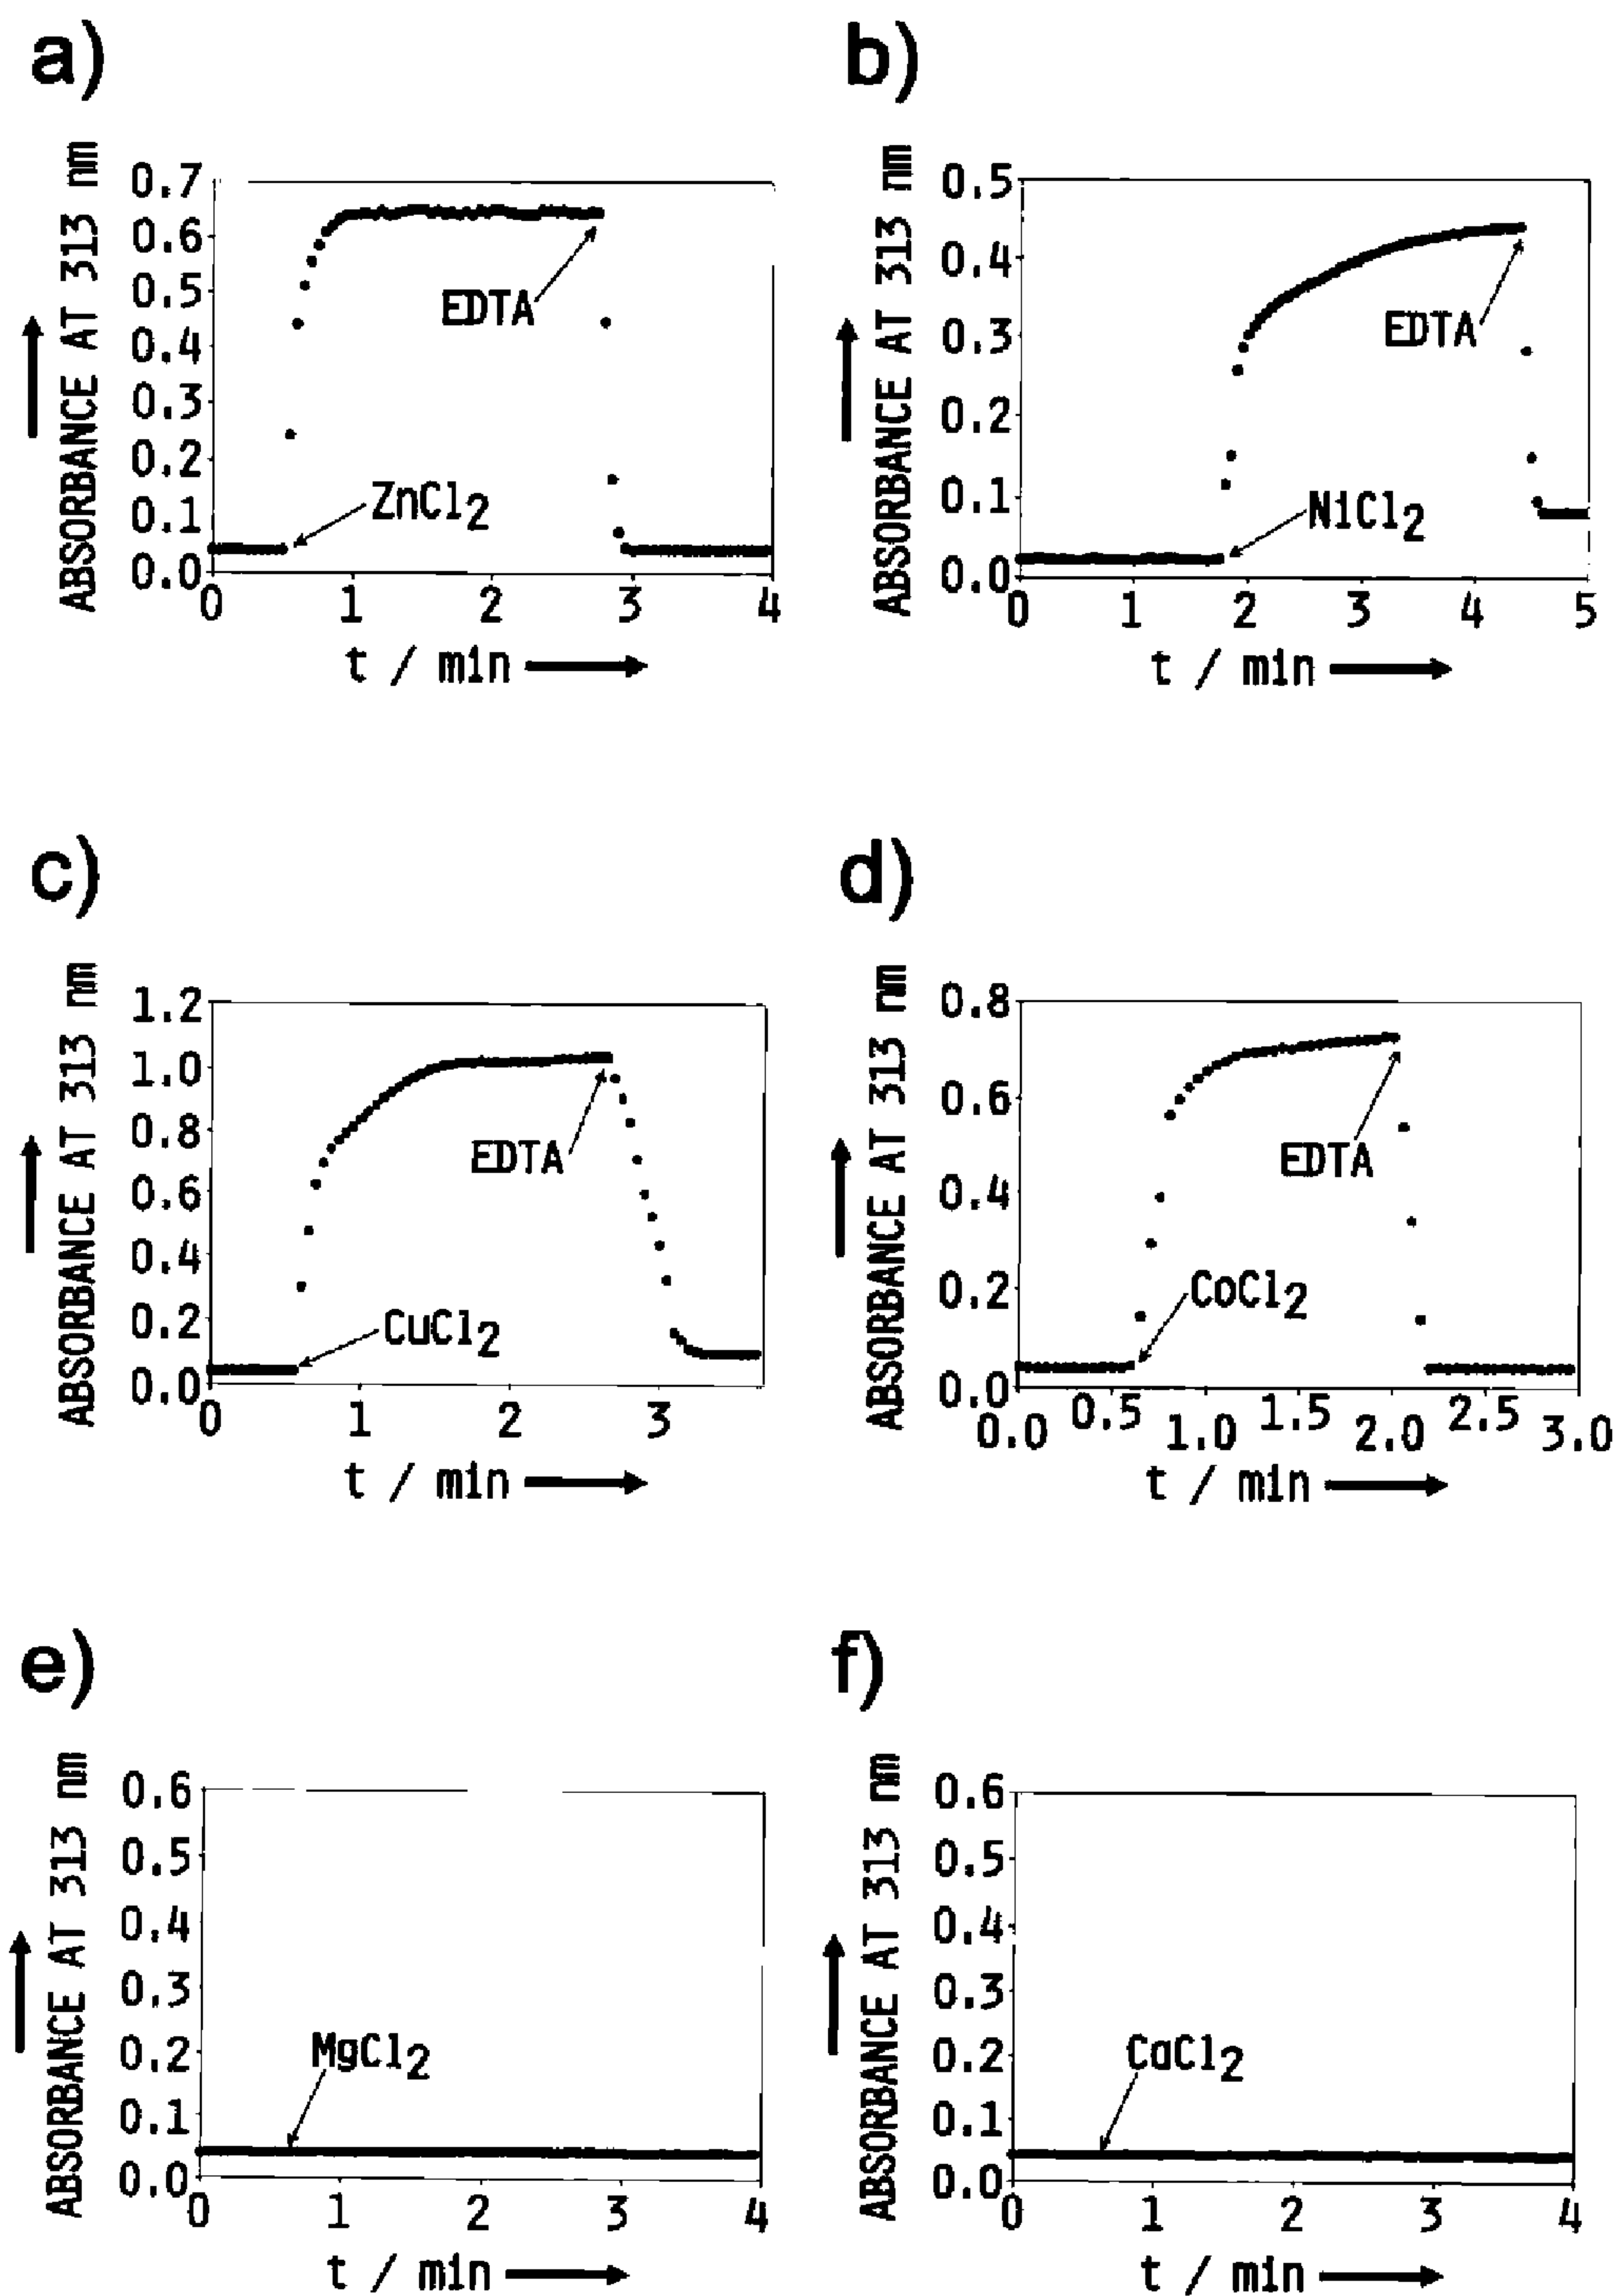 a)
ABSORBANCE AT 313 nm
0.7
0.6
0.5
0.4
0.3
0.2
0.1
0.0
EDTA
ZnCl2
0 1 2 3 4
t / min
b)
ABSORBANCE AT 313 nm
0.5
0.4
0.3
0.2
0.1
0.0
EDTA
NiCl2
0 1 2 3 4 5
t / min
c)
ABSORBANCE AT 313 nm
1.2
1.0
0.8
0.6
0.4
0.2
0.0
EDTA
CuCl2
0 1 2 3
t / min
d)
ABSORBANCE AT 313 nm
0.8
0.6
0.4
0.2
0.0
EDTA
CoCl2
0.0 0.5 1.0 1.5 2.0 2.5 3.0
t / min
e)
ABSORBANCE AT 313 nm
0.6
0.5
0.4
0.3
0.2
0.1
0.0
MgCl2
0 1 2 3 4
t / min
f)
ABSORBANCE AT 313 nm
0.6
0.5
0.4
0.3
0.2
0.1
0.0
CaCl2
0 1 2 3 4
t / min